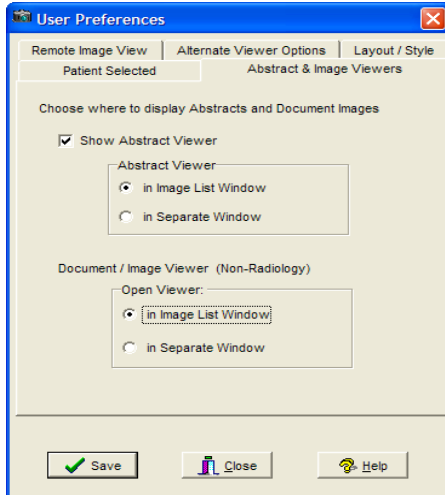 User Preferences
Remote Image View Alternate Viewer Options Layout / Style
Patient Selected Abstract & Image Viewers
Choose where to display Abstracts and Document Images
Show Abstract Viewer
Abstract Viewer
in Image List Window
in Separate Window
Document / Image Viewer (Non-Radiology)
Open Viewer:
in Image List Window
in Separate Window
Save Close Help